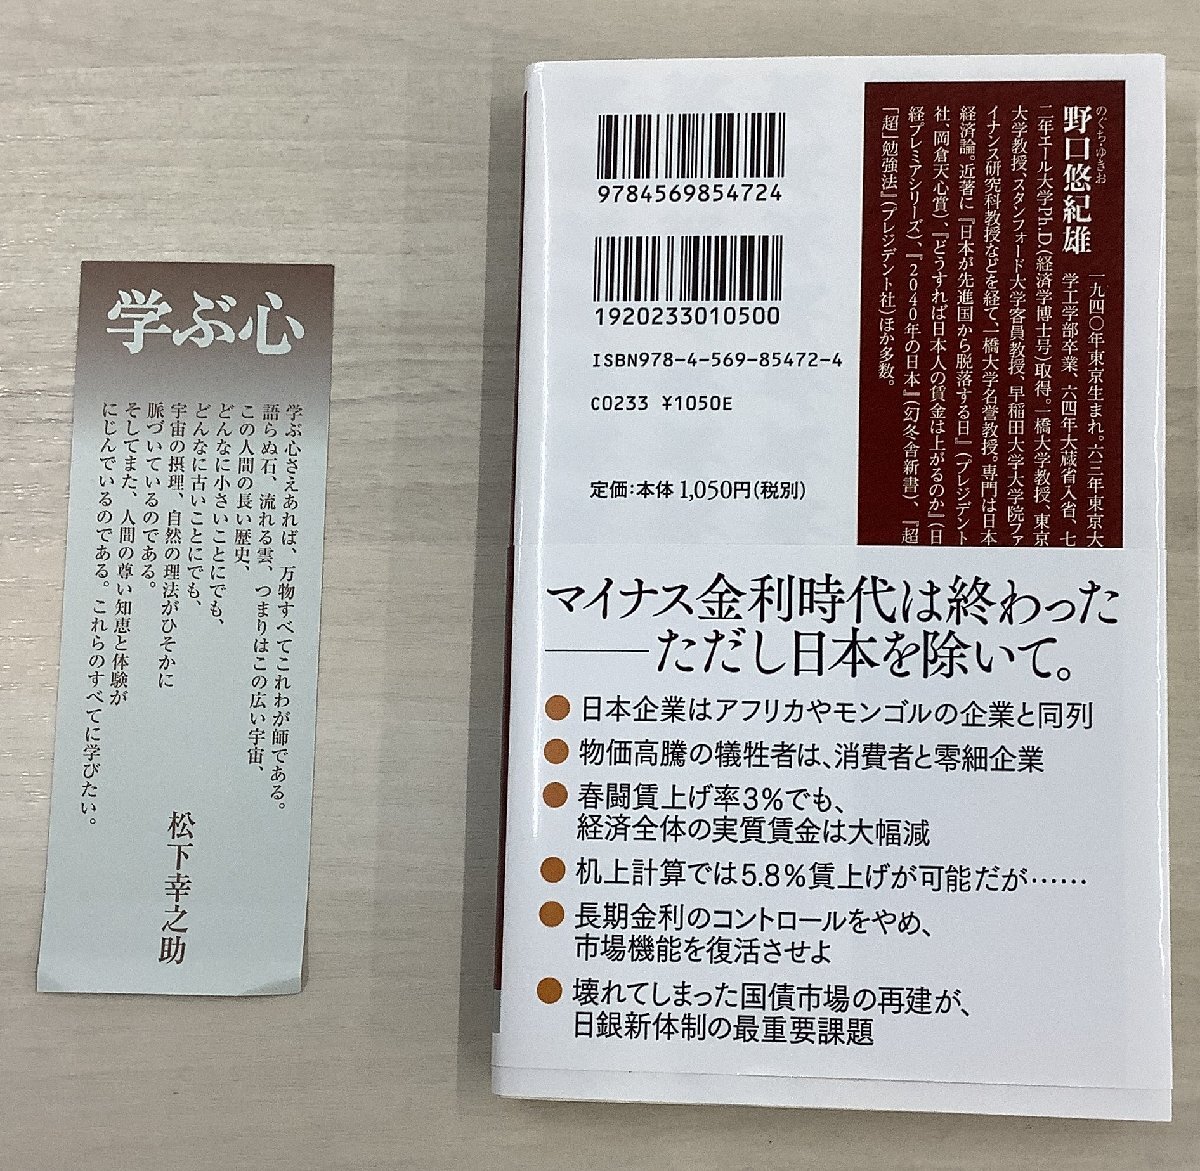 学ぶ心
学ぶ心さえあれば、万物すべてこれわが師である。
語らぬ石、流れる雲、つまりはこの広い宇宙、
この人間の長い歴史、
どんなに小さいことにでも、
どんなに古いことにでも、
宇宙の摂理、自然の理法がひそかに
脈づいているのである。
そしてまた、人間の尊い知恵と体験が
にじんでいるのである。これらのすべてに学びたい。
松下幸之助
9784569854724
1920233010500
ISBN978-4-569-85472-4
C0233 ¥1050E
定価:本体1,050円(税別)
のぐち・ゆきお
野口悠紀雄
一九四〇年東京生まれ。六三年東京大
学工学部卒業、六四年大蔵省入省、七
二年エール大学Ph.D.(経済学博士号)取得。一橋大学教授、東京
大学教授、スタンフォード大学客員教授、早稲田大学大学院ファ
イナンス研究科教授などを経て、一橋大学名誉教授。専門は日本
経済論。近著に『日本が先進国から脱落する日』(プレジデント
社、岡倉天心賞)、『どうすれば日本人の賃金は上がるのか』(日
経プレミアシリーズ)、『2040年の日本』(幻冬舎新書)、『超
「超」勉強法』(プレジデント社)ほか多数。
マイナス金利時代は終わった
――ただし日本を除いて。
● 日本企業はアフリカやモンゴルの企業と同列
● 物価高騰の犠牲者は、消費者と零細企業
● 春闘賃上げ率3%でも、
経済全体の実質賃金は大幅減
● 机上計算では5.8%賃上げが可能だが……
● 長期金利のコントロールをやめ、
市場機能を復活させよ
● 壊れてしまった国債市場の再建が、
日銀新体制の最重要課題